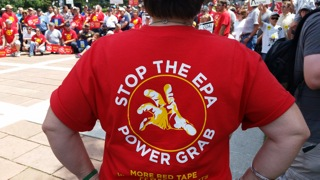 STOP THE EPA
POWER GRAB
MORE RED TAPE